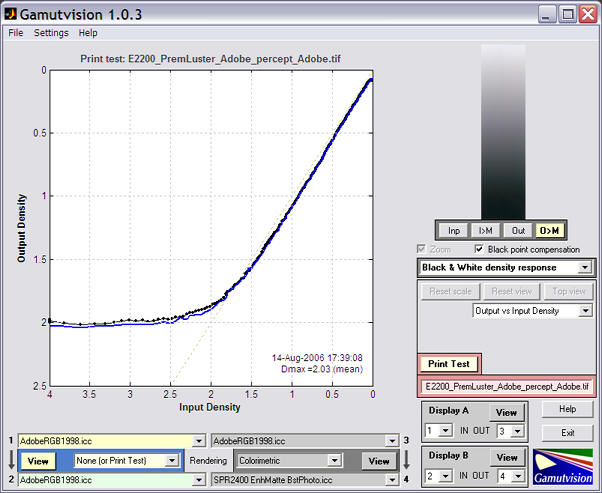 Gamutvision 1.0.3
File Settings Help
Print test: E2200_PremLuster_Adobe_percept_Adobe.tif
0
0.5
1
1.5
2
2.5
Output Density
4 3.5 3 2.5 2 1.5 1 0.5 0
Input Density
14-Aug-2006 17:39:08
Dmax =2.03 (mean)
Inp I>M Out O>M
Zoom Black point compensation
Black & White density response
Reset scale Reset view Top view
Output vs Input Density
Print Test
E2200_PremLuster_Adobe_percept_Adobe.tif
Display A View
1 IN OUT 3
Help
Exit
Display B View
2 IN OUT 4
Gamutvision
1 AdobeRGB1998.icc AdobeRGB1998.icc 3
View None (or Print Test) Rendering Colorimetric View
2 AdobeRGB1998.icc SPR2400 EnhMatte BstPhoto.icc 4